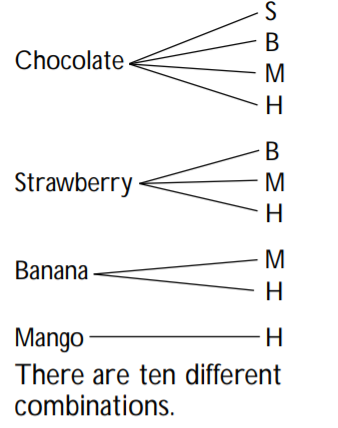 S
B
Chocolate
M
H
B
Strawberry
M
H
M
Banana
H
Mango H
There are ten different
combinations.